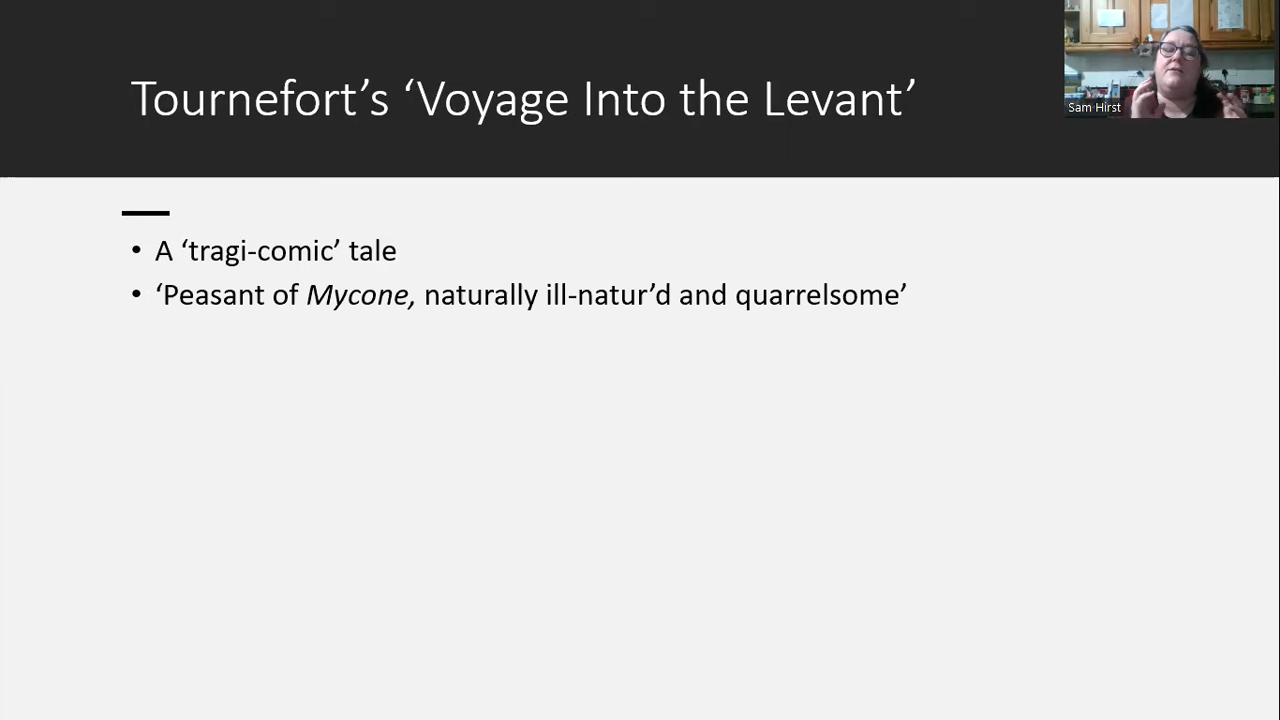 Tournefort’s ‘Voyage Into the Levant’
Sam Hirst
• A ‘tragi-comic’ tale
• ‘Peasant of Mycone, naturally ill-natur’d and quarrelsome’